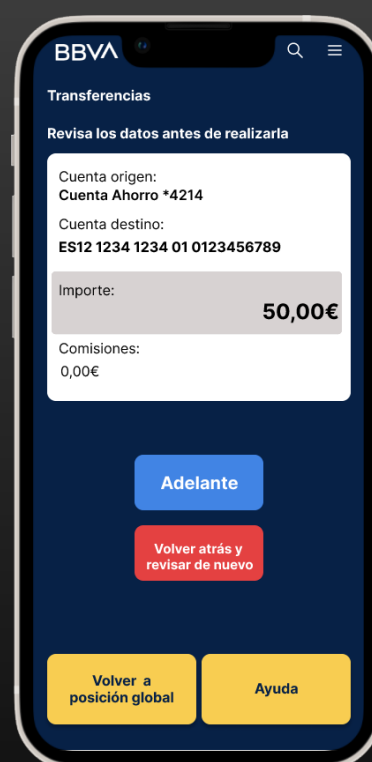 BBVA
Transferencias
Revisa los datos antes de realizarla
Cuenta origen:
Cuenta Ahorro *4214
Cuenta destino:
ES12 1234 1234 01 0123456789
Importe:
50,00€
Comisiones:
0,00€
Adelante
Volver atrás y
revisar de nuevo
Volver a
posición global
Ayuda